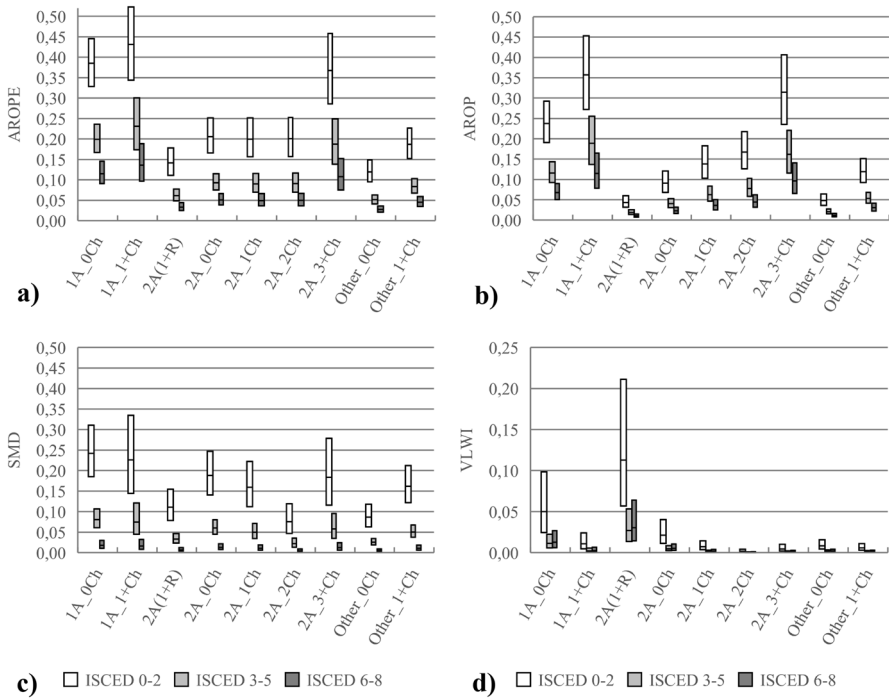 0,50
0,45
0,40
0,35
0,30
0,25
0,20
0,15
0,10
0,05
0,00
AROPE
1A_0Ch
1A_1+Ch
2A(1+R)
2A_0Ch
2A_1Ch
2A_2Ch
2A_3+Ch
Other_0Ch
Other_1+Ch
a)
0,50
0,45
0,40
0,35
0,30
0,25
0,20
0,15
0,10
0,05
0,00
AROP
1A_0Ch
1A_1+Ch
2A(1+R)
2A_0Ch
2A_1Ch
2A_2Ch
2A_3+Ch
Other_0Ch
Other_1+Ch
b)
0,50
0,45
0,40
0,35
0,30
0,25
0,20
0,15
0,10
0,05
0,00
SMD
1A_0Ch
1A_1+Ch
2A(1+R)
2A_0Ch
2A_1Ch
2A_2Ch
2A_3+Ch
Other_0Ch
Other_1+Ch
c) ISCED 0-2 ISCED 3-5 ISCED 6-8
0,25
0,20
0,15
0,10
0,05
0,00
VLWI
1A_0Ch
1A_1+Ch
2A(1+R)
2A_0Ch
2A_1Ch
2A_2Ch
2A_3+Ch
Other_0Ch
Other_1+Ch
d) ISCED 0-2 ISCED 3-5 ISCED 6-8